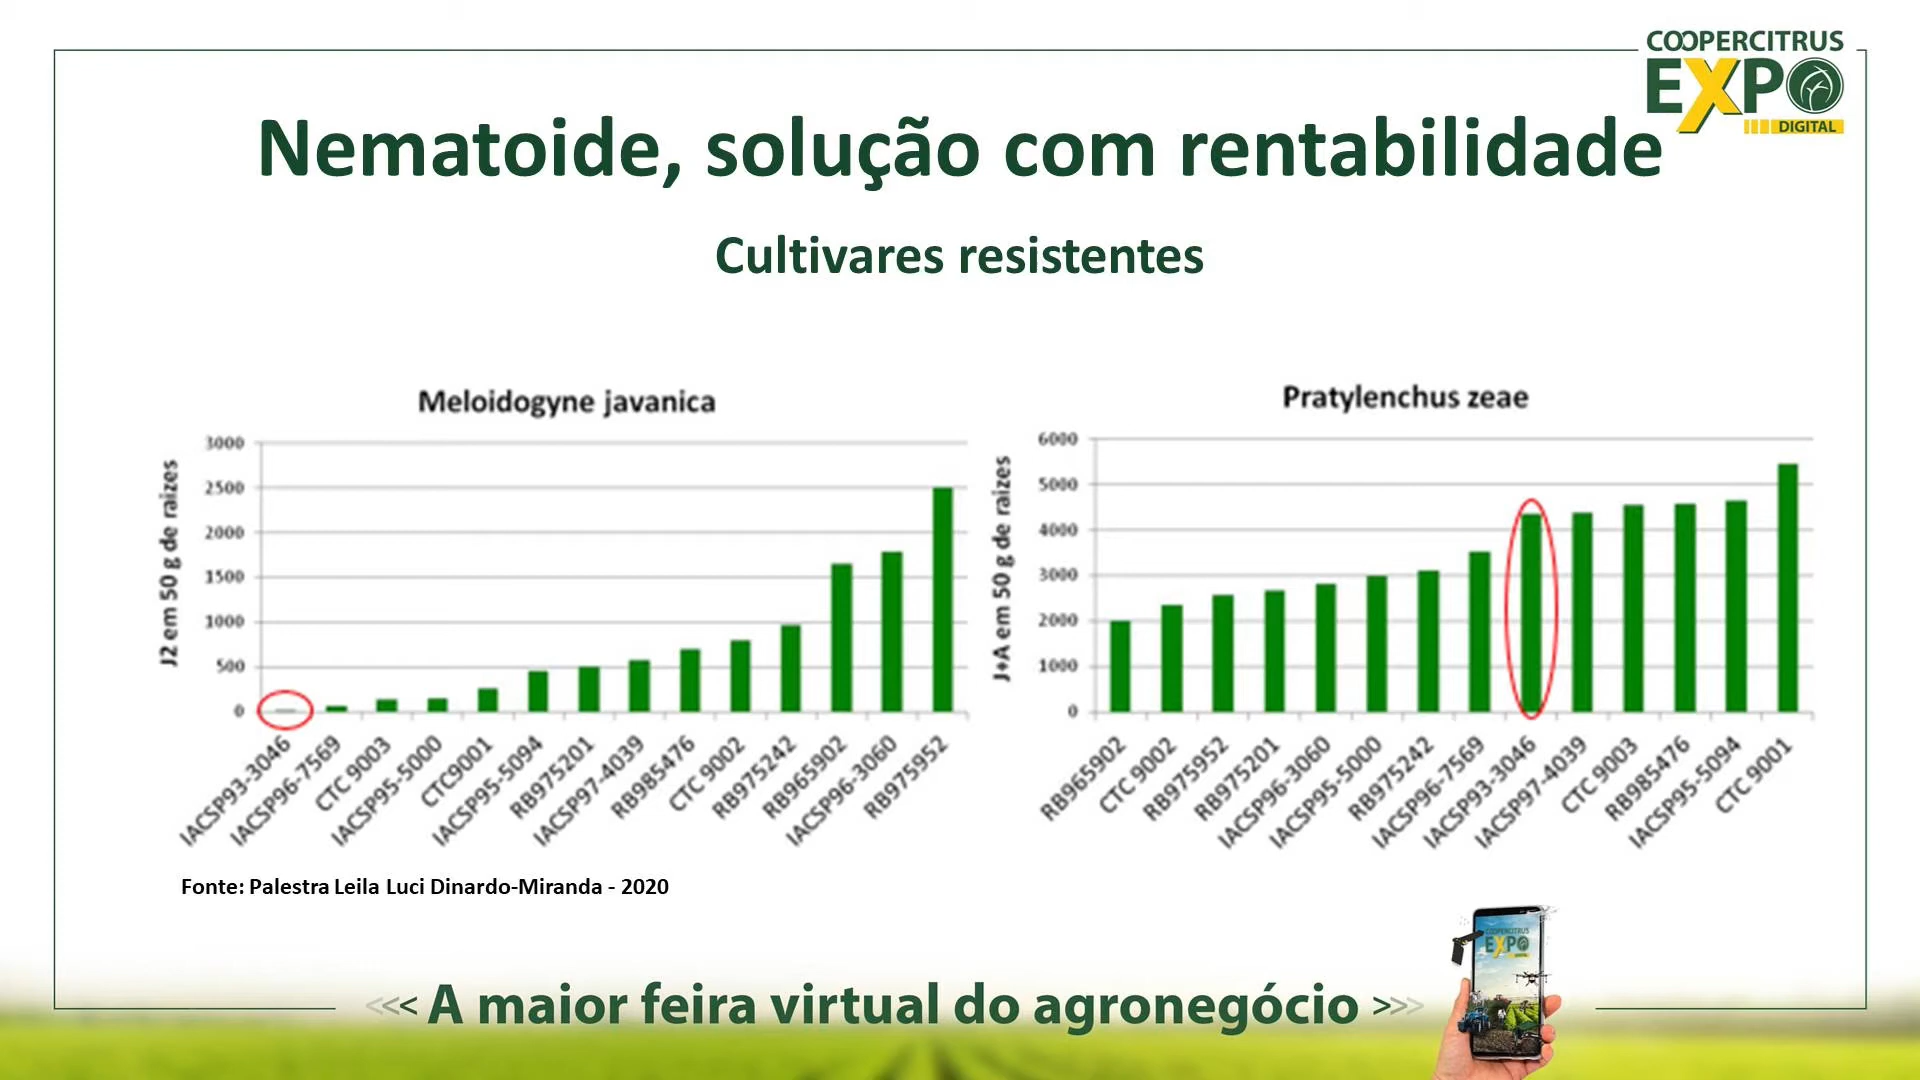 COOPERCITRUS
EXPO
DIGITAL
Nematoide, solução com rentabilidade
Cultivares resistentes
Meloidogyne javanica
J2 em 50 g de raizes
3000
2500
2000
1500
1000
500
0
IACSP93-3046
IACSP96-7569
CTC 9003
IACSP95-5000
CTC9001
IACSP95-5094
RB975201
IACSP97-4039
RB985476
CTC 9002
RB975242
RB965902
IACSP96-3060
RB975952
Pratylenchus zeae
J+A em 50 g de raizes
6000
5000
4000
3000
2000
1000
0
RB965902
CTC 9002
RB975952
RB975201
IACSP96-3060
IACSP95-5000
RB975242
IACSP96-7569
IACSP93-3046
IACSP97-4039
CTC 9003
RB985476
IACSP95-5094
CTC 9001
Fonte: Palestra Leila Luci Dinardo-Miranda - 2020
COOPERCITRUS
EXPO
<<< A maior feira virtual do agronegócio >>>